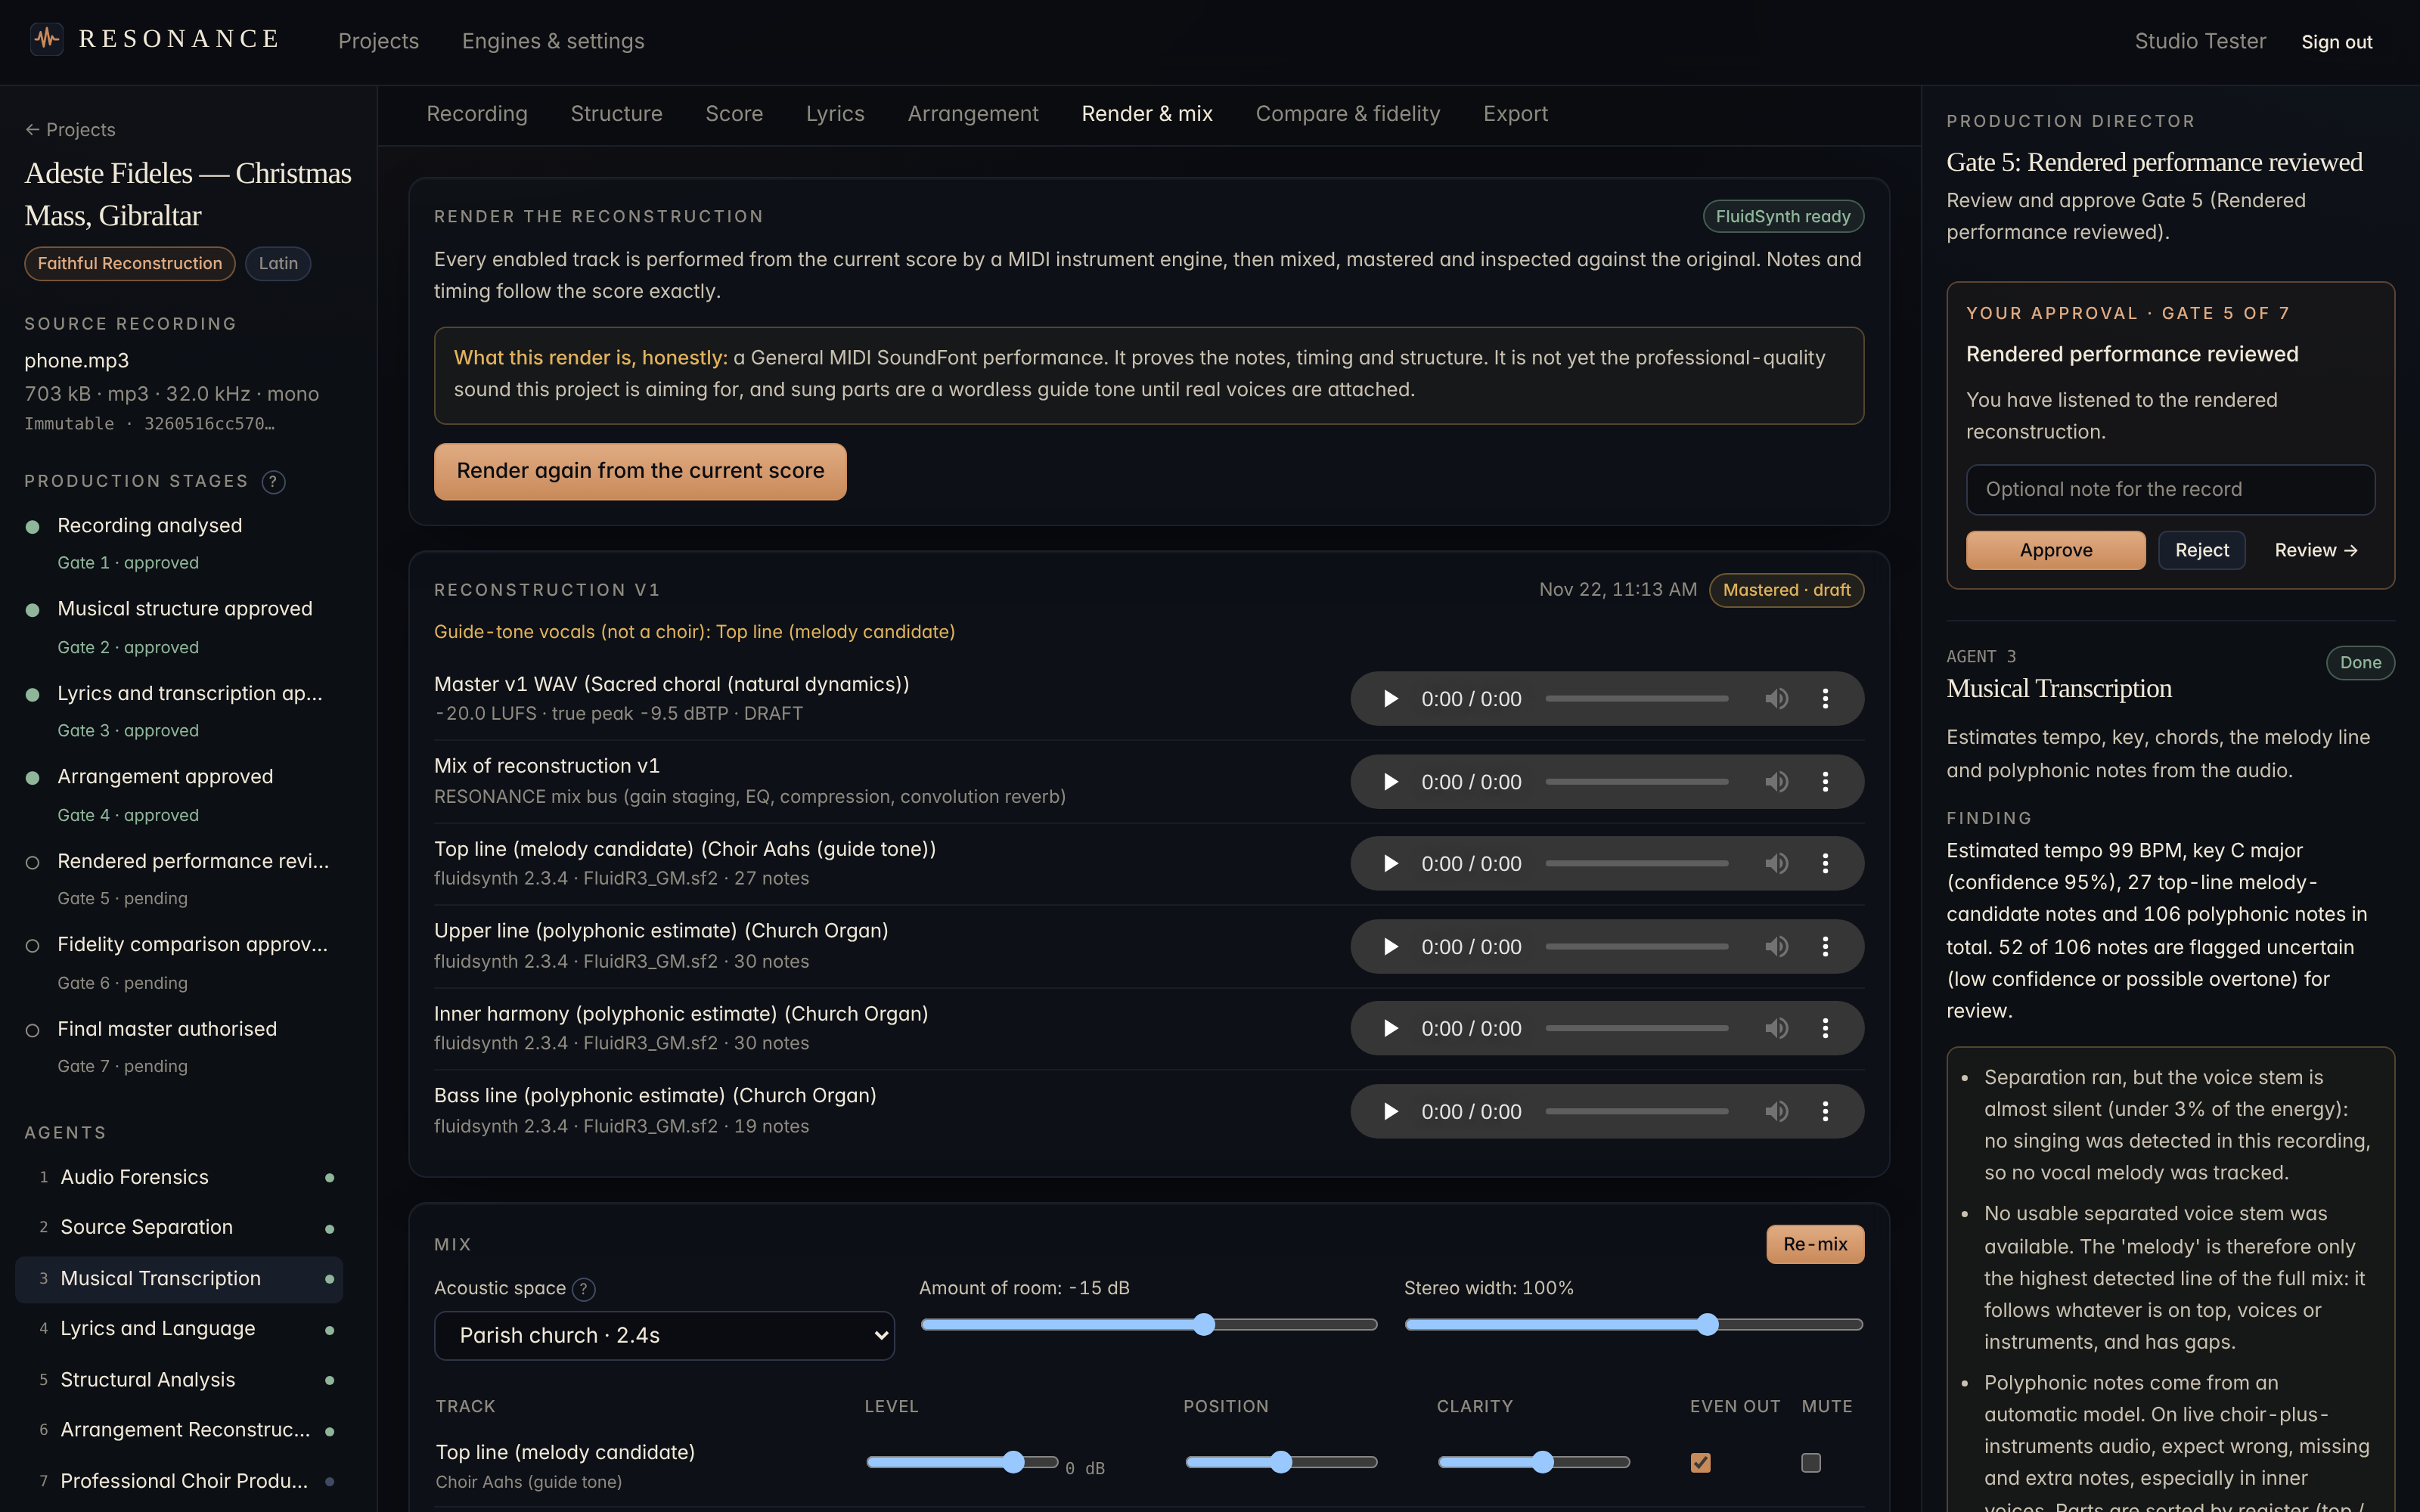 RESONANCE
Projects
Engines & settings
Studio Tester
Sign out
← Projects
Adeste Fideles — Christmas
Mass, Gibraltar
Faithful Reconstruction
Latin
SOURCE RECORDING
phone.mp3
703 kB · mp3 · 32.0 kHz · mono
Immutable · 3260516cc570…
PRODUCTION STAGES ?
Recording analysed
Gate 1 · approved
Musical structure approved
Gate 2 · approved
Lyrics and transcription ap...
Gate 3 · approved
Arrangement approved
Gate 4 · approved
Rendered performance revi...
Gate 5 · pending
Fidelity comparison approv...
Gate 6 · pending
Final master authorised
Gate 7 · pending
AGENTS
1 Audio Forensics
2 Source Separation
3 Musical Transcription
4 Lyrics and Language
5 Structural Analysis
6 Arrangement Reconstruc...
7 Professional Choir Produ...
Recording
Structure
Score
Lyrics
Arrangement
Render & mix
Compare & fidelity
Export
RENDER THE RECONSTRUCTION
FluidSynth ready
Every enabled track is performed from the current score by a MIDI instrument engine, then mixed, mastered and inspected against the original. Notes and
timing follow the score exactly.
What this render is, honestly: a General MIDI SoundFont performance. It proves the notes, timing and structure. It is not yet the professional-quality
sound this project is aiming for, and sung parts are a wordless guide tone until real voices are attached.
Render again from the current score
RECONSTRUCTION V1
Nov 22, 11:13 AM
Mastered · draft
Guide-tone vocals (not a choir): Top line (melody candidate)
Master v1 WAV (Sacred choral (natural dynamics))
-20.0 LUFS · true peak -9.5 dBTP · DRAFT
0:00 / 0:00
Mix of reconstruction v1
RESONANCE mix bus (gain staging, EQ, compression, convolution reverb)
0:00 / 0:00
Top line (melody candidate) (Choir Aahs (guide tone))
fluidsynth 2.3.4 · FluidR3_GM.sf2 · 27 notes
0:00 / 0:00
Upper line (polyphonic estimate) (Church Organ)
fluidsynth 2.3.4 · FluidR3_GM.sf2 · 30 notes
0:00 / 0:00
Inner harmony (polyphonic estimate) (Church Organ)
fluidsynth 2.3.4 · FluidR3_GM.sf2 · 30 notes
0:00 / 0:00
Bass line (polyphonic estimate) (Church Organ)
fluidsynth 2.3.4 · FluidR3_GM.sf2 · 19 notes
0:00 / 0:00
MIX
Re-mix
Acoustic space ?
Amount of room: -15 dB
Stereo width: 100%
Parish church · 2.4s
TRACK
LEVEL
POSITION
CLARITY
EVEN OUT
MUTE
Top line (melody candidate)
Choir Aahs (guide tone)
0 dB
PRODUCTION DIRECTOR
Gate 5: Rendered performance reviewed
Review and approve Gate 5 (Rendered
performance reviewed).
YOUR APPROVAL · GATE 5 OF 7
Rendered performance reviewed
You have listened to the rendered
reconstruction.
Optional note for the record
Approve
Reject
Review →
AGENT 3
Done
Musical Transcription
Estimates tempo, key, chords, the melody line
and polyphonic notes from the audio.
FINDING
Estimated tempo 99 BPM, key C major
(confidence 95%), 27 top-line melody-
candidate notes and 106 polyphonic notes in
total. 52 of 106 notes are flagged uncertain
(low confidence or possible overtone) for
review.
• Separation ran, but the voice stem is
almost silent (under 3% of the energy):
no singing was detected in this recording,
so no vocal melody was tracked.
• No usable separated voice stem was
available. The 'melody' is therefore only
the highest detected line of the full mix: it
follows whatever is on top, voices or
instruments, and has gaps.
• Polyphonic notes come from an
automatic model. On live choir-plus-
instruments audio, expect wrong, missing
and extra notes, especially in inner
voices. Parts are sorted by register (top /